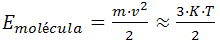 E_molécula = m·v²/2 ≈ 3·K·T/2